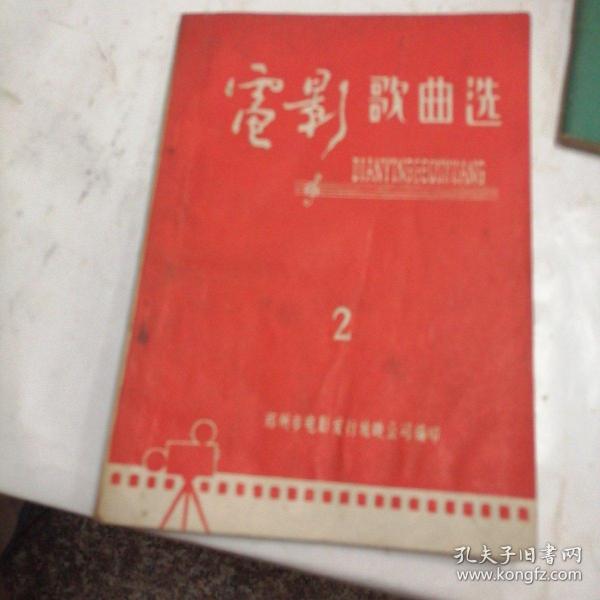 電影 歌曲选
DIANYINGGEQUXUANG
2
郑州市电影发行放映公司编印
孔夫子旧书网
www.kongfz.com